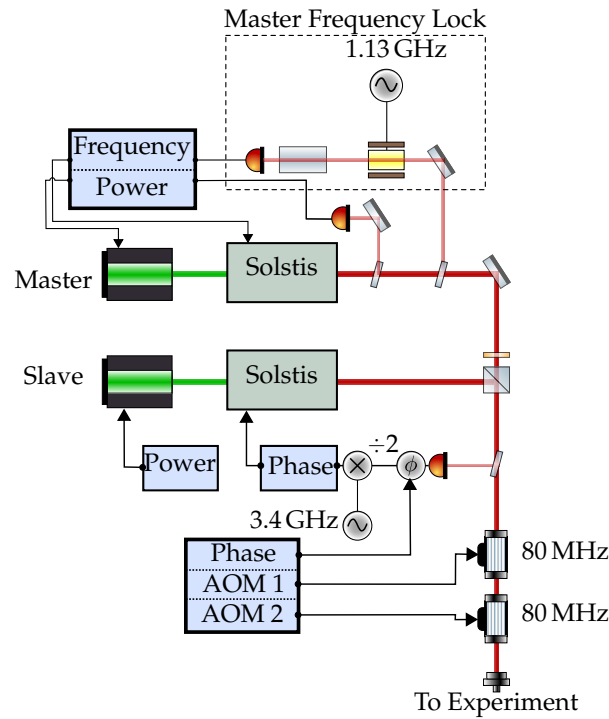 Master Frequency Lock
1.13 GHz
Frequency
Power
Master
Solstis
Slave
Solstis
Power
Phase
÷2
ϕ
3.4 GHz
Phase
AOM 1
AOM 2
80 MHz
80 MHz
To Experiment